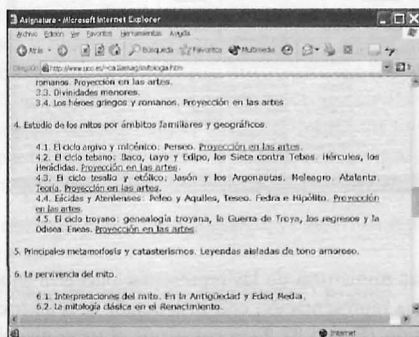 Asignatura - Microsoft Internet Explorer
Archivo Edición Ver Favoritos Herramientas Ayuda
Atrás Búsqueda Favoritos Multimedia
Dirección
romanos. Proyección en las artes.
3.3. Divinidades menores.
3.4. Los héroes griegos y romanos. Proyección en las artes
4. Estudio de los mitos por ámbitos familiares y geográficos.
4.1. El ciclo argivo y micénico. Perseo. Proyección en las artes.
4.2. El ciclo tebano: Baco, Layo y Edipo, los Siete contra Tebas. Hércules, los
Heráclidas. Proyección en las artes.
4.3. El ciclo tesalio y etólico: Jasón y los Argonautas. Meleagro. Atalanta.
Teoría. Proyección en las artes.
4.4. Eácidas y Atenienses: Peleo y Aquiles, Teseo. Fedra e Hipólito. Proyección
en las artes.
4.5. El ciclo troyano: genealogía troyana, la Guerra de Troya, los regresos y la
Odisea. Eneas. Proyección en las artes.
5. Principales metamorfosis y catasterismos. Leyendas aisladas de tono amoroso.
6. La pervivencia del mito.
6.1. Interpretaciones del mito. En la Antigüedad y Edad Media.
6.2. La mitología clásica en el Renacimiento.
Internet